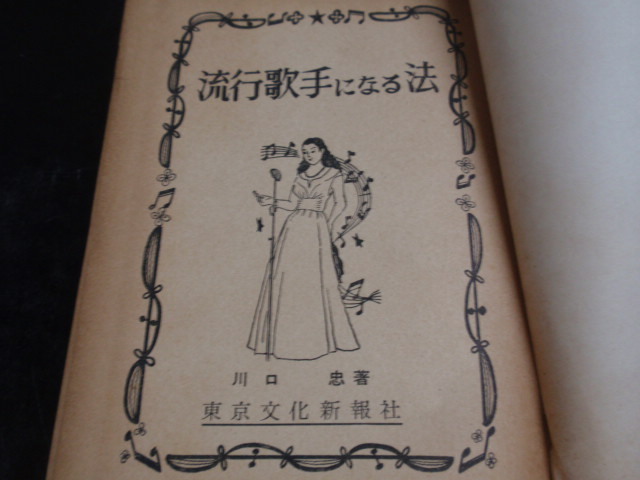 流行歌手になる法
川口 忠著
東京文化新報社